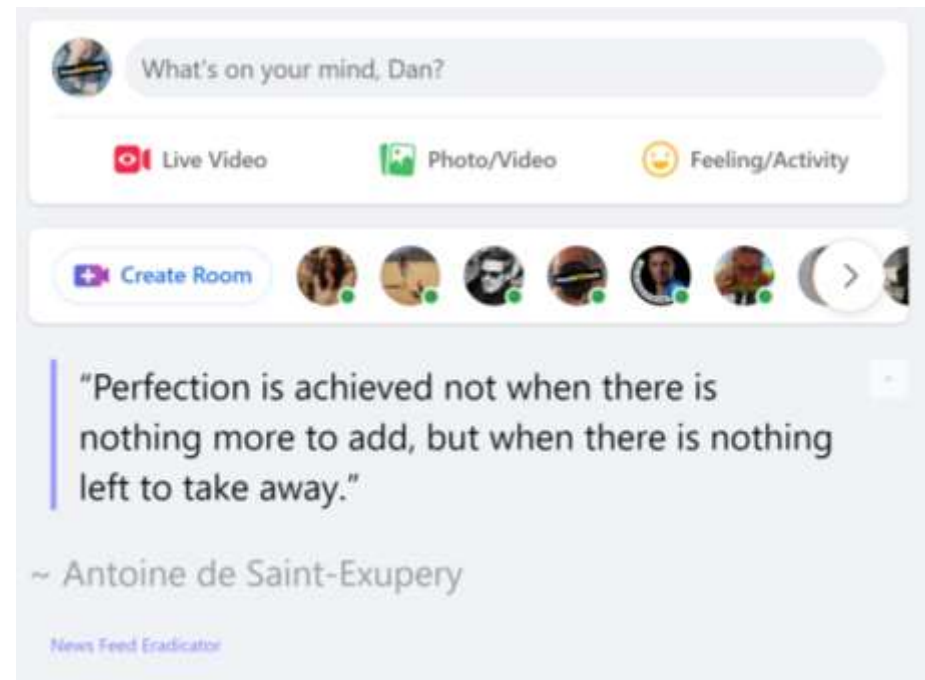 What's on your mind, Dan?
Live Video
Photo/Video
Feeling/Activity
Create Room
“Perfection is achieved not when there is
nothing more to add, but when there is nothing
left to take away.”
~ Antoine de Saint-Exupery
News Feed Eradicator